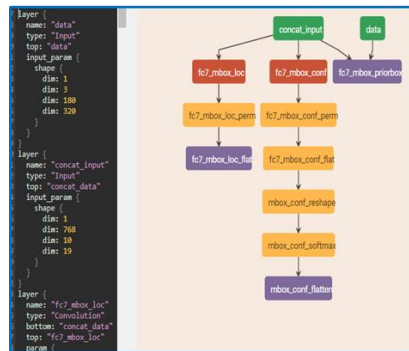 layer {
name: "data"
type: "Input"
top: "data"
input_param {
shape {
dim: 1
dim: 3
dim: 180
dim: 320
}
}
}
layer {
name: "concat_input"
type: "Input"
top: "concat_data"
input_param {
shape {
dim: 1
dim: 768
dim: 10
dim: 19
}
}
}
layer {
name: "fc7_mbox_loc"
type: "Convolution"
bottom: "concat_data"
top: "fc7_mbox_loc"
param {
concat_input
data
fc7_mbox_loc
fc7_mbox_conf
fc7_mbox_priorbox
fc7_mbox_loc_perm
fc7_mbox_conf_perm
fc7_mbox_loc_flat
fc7_mbox_conf_flat
mbox_conf_reshape
mbox_conf_softmax
mbox_conf_flatten